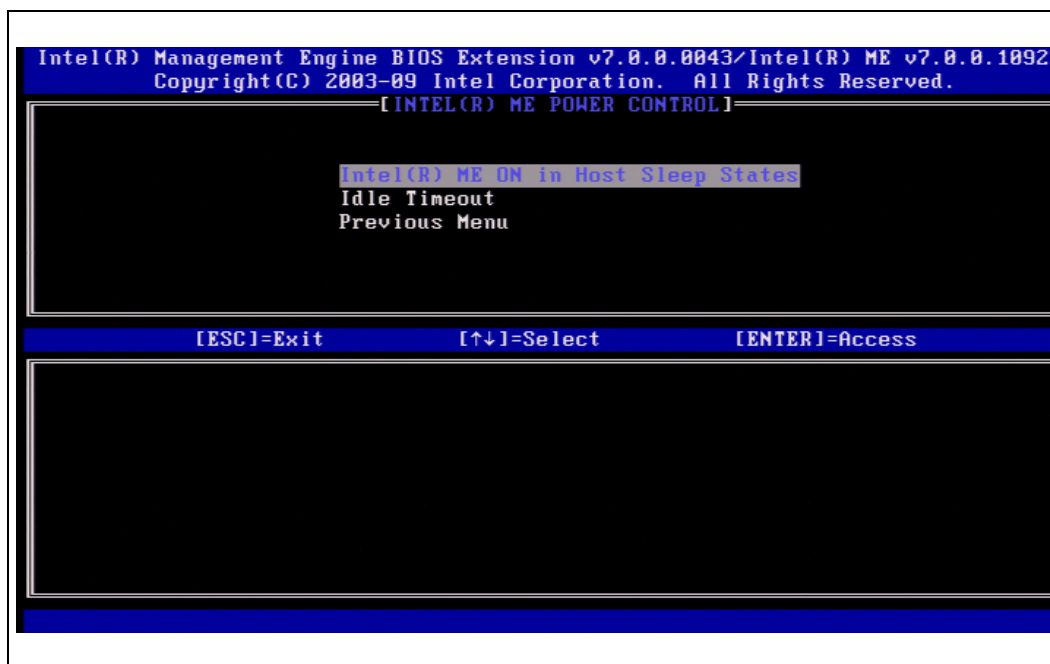 Intel(R) Management Engine BIOS Extension v7.0.0.0043/Intel(R) ME v7.0.0.1092
Copyright(C) 2003-09 Intel Corporation. All Rights Reserved.
[INTEL(R) ME POWER CONTROL]
Intel(R) ME ON in Host Sleep States
Idle Timeout
Previous Menu
[ESC]=Exit [↑↓]=Select [ENTER]=Access